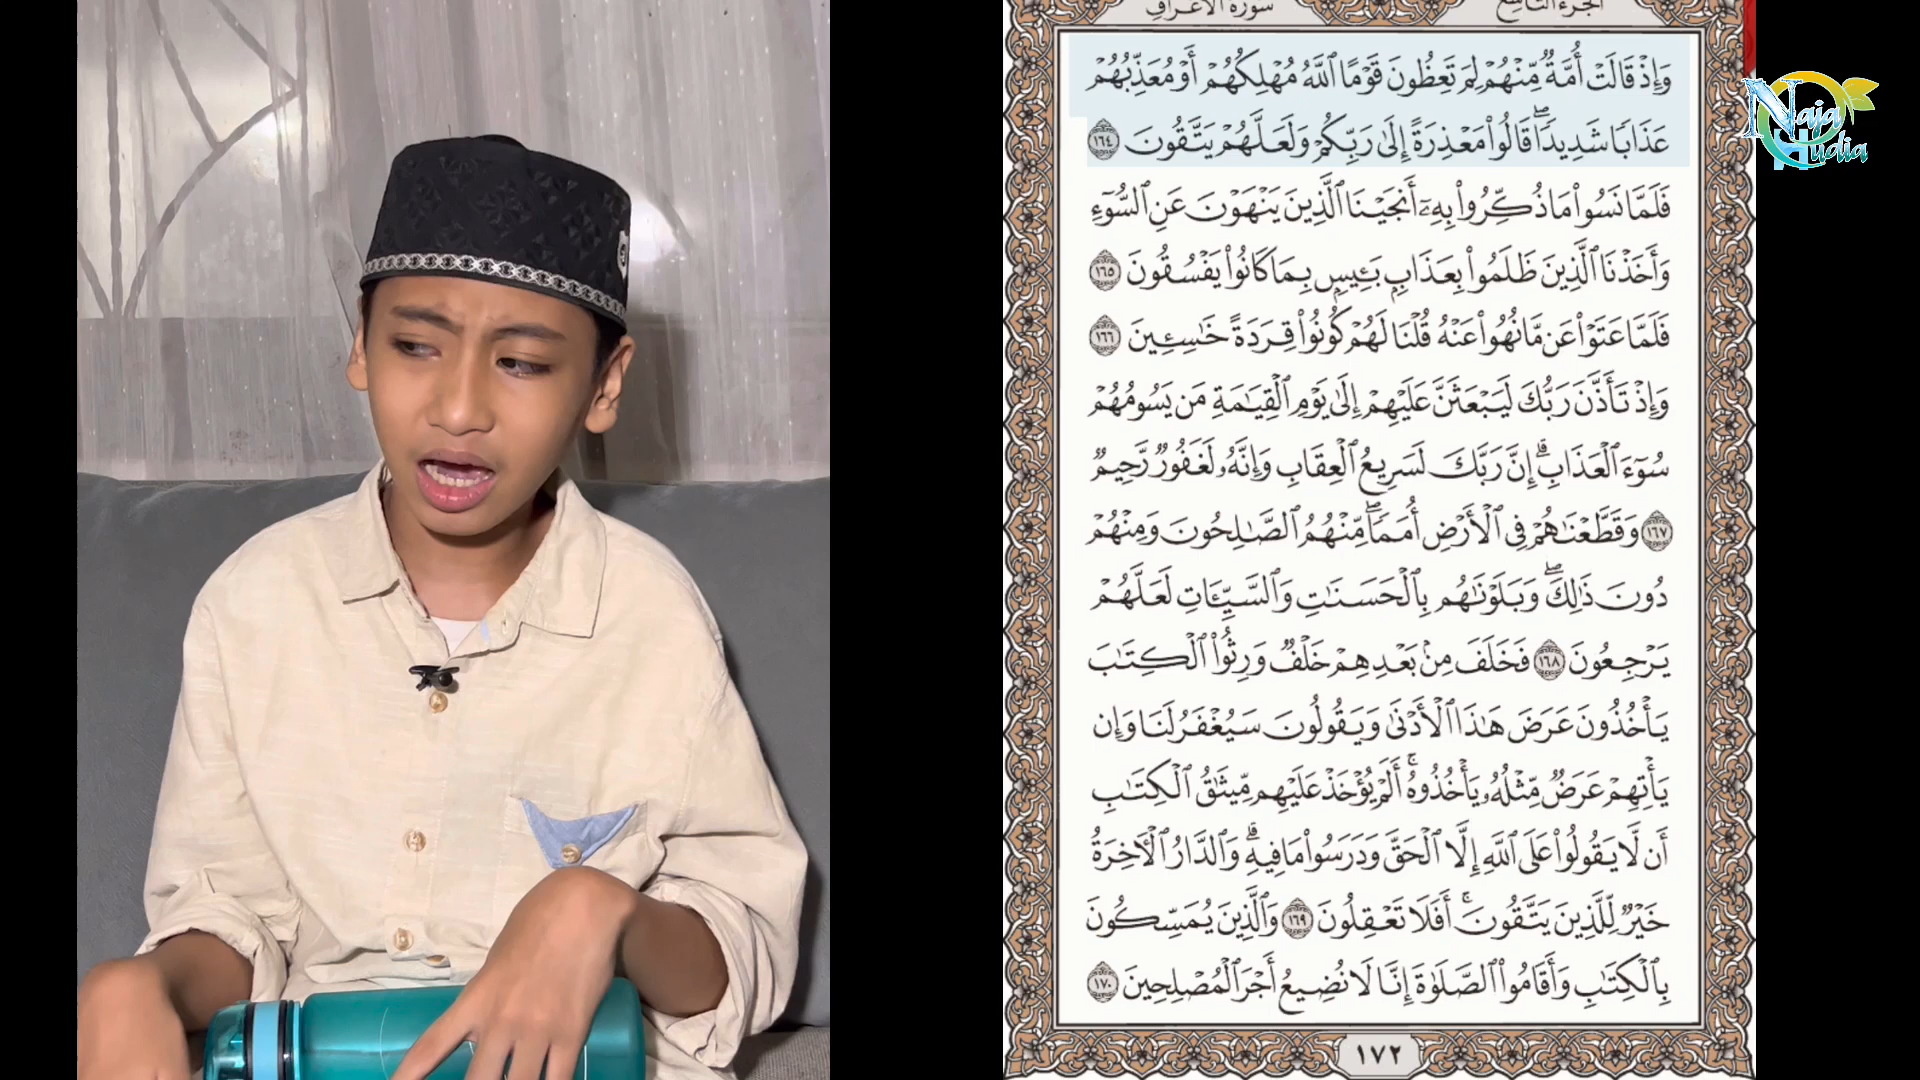 سورة الأعراف
الجزء التاسع
وَإِذْ قَالَتْ أُمَّةٌ مِّنْهُمْ لِمَ تَعِظُونَ قَوْمًا ٱللَّهُ مُهْلِكُهُمْ أَوْ مُعَذِّبُهُمْ
عَذَابًا شَدِيدًا ۖ قَالُوا۟ مَعْذِرَةً إِلَىٰ رَبِّكُمْ وَلَعَلَّهُمْ يَتَّقُونَ ١٦٤
فَلَمَّا نَسُوا۟ مَا ذُكِّرُوا۟ بِهِۦٓ أَنجَيْنَا ٱلَّذِينَ يَنْهَوْنَ عَنِ ٱلسُّوٓءِ
وَأَخَذْنَا ٱلَّذِينَ ظَلَمُوا۟ بِعَذَابٍۭ بَـِٔيسٍۭ بِمَا كَانُوا۟ يَفْسُقُونَ ١٦٥
فَلَمَّا عَتَوْا۟ عَن مَّا نُهُوا۟ عَنْهُ قُلْنَا لَهُمْ كُونُوا۟ قِرَدَةً خَـٰسِـِٔينَ ١٦٦
وَإِذْ تَأَذَّنَ رَبُّكَ لَيَبْعَثَنَّ عَلَيْهِمْ إِلَىٰ يَوْمِ ٱلْقِيَـٰمَةِ مَن يَسُومُهُمْ
سُوٓءَ ٱلْعَذَابِ ۗ إِنَّ رَبَّكَ لَسَرِيعُ ٱلْعِقَابِ وَإِنَّهُۥ لَغَفُورٌ رَّحِيمٌ
١٦٧ وَقَطَّعْنَـٰهُمْ فِى ٱلْأَرْضِ أُمَمًا ۖ مِّنْهُمُ ٱلصَّـٰلِحُونَ وَمِنْهُمْ
دُونَ ذَٰلِكَ ۖ وَبَلَوْنَـٰهُم بِٱلْحَسَنَـٰتِ وَٱلسَّيِّـَٔاتِ لَعَلَّهُمْ
يَرْجِعُونَ ١٦٨ فَخَلَفَ مِنۢ بَعْدِهِمْ خَلْفٌ وَرِثُوا۟ ٱلْكِتَـٰبَ
يَأْخُذُونَ عَرَضَ هَـٰذَا ٱلْأَدْنَىٰ وَيَقُولُونَ سَيُغْفَرُ لَنَا وَإِن
يَأْتِهِمْ عَرَضٌ مِّثْلُهُۥ يَأْخُذُوهُ ۚ أَلَمْ يُؤْخَذْ عَلَيْهِم مِّيثَـٰقُ ٱلْكِتَـٰبِ
أَن لَّا يَقُولُوا۟ عَلَى ٱللَّهِ إِلَّا ٱلْحَقَّ وَدَرَسُوا۟ مَا فِيهِ ۗ وَٱلدَّارُ ٱلْـَٔاخِرَةُ
خَيْرٌ لِّلَّذِينَ يَتَّقُونَ ۚ أَفَلَا تَعْقِلُونَ ١٦٩ وَٱلَّذِينَ يُمَسِّكُونَ
بِٱلْكِتَـٰبِ وَأَقَامُوا۟ ٱلصَّلَوٰةَ إِنَّا لَا نُضِيعُ أَجْرَ ٱلْمُصْلِحِينَ ١٧٠
١٧٢
Naja
Hudia